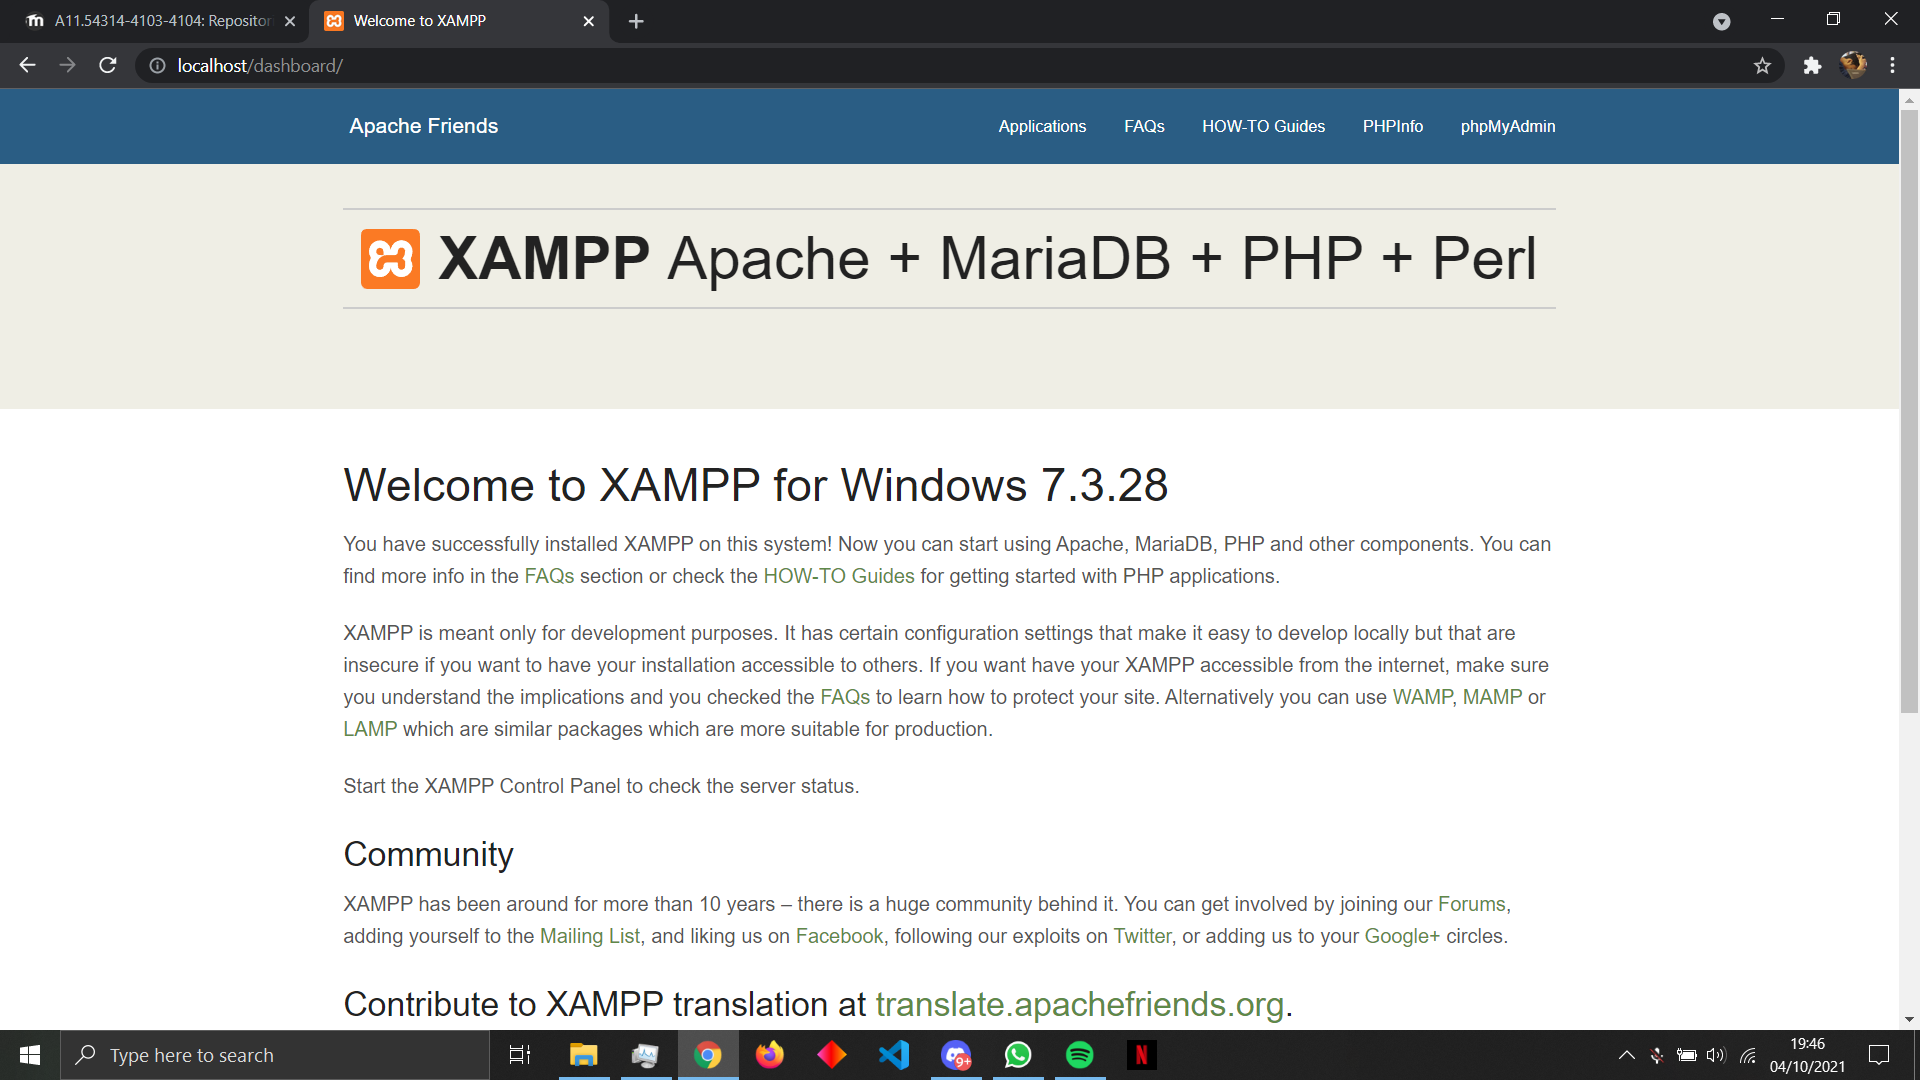 A11.54314-4103-4104: Repositor
Welcome to XAMPP
localhost/dashboard/
Apache Friends
Applications
FAQs
HOW-TO Guides
PHPInfo
phpMyAdmin
XAMPP Apache + MariaDB + PHP + Perl
Welcome to XAMPP for Windows 7.3.28
You have successfully installed XAMPP on this system! Now you can start using Apache, MariaDB, PHP and other components. You can
find more info in the FAQs section or check the HOW-TO Guides for getting started with PHP applications.
XAMPP is meant only for development purposes. It has certain configuration settings that make it easy to develop locally but that are
insecure if you want to have your installation accessible to others. If you want have your XAMPP accessible from the internet, make sure
you understand the implications and you checked the FAQs to learn how to protect your site. Alternatively you can use WAMP, MAMP or
LAMP which are similar packages which are more suitable for production.
Start the XAMPP Control Panel to check the server status.
Community
XAMPP has been around for more than 10 years – there is a huge community behind it. You can get involved by joining our Forums,
adding yourself to the Mailing List, and liking us on Facebook, following our exploits on Twitter, or adding us to your Google+ circles.
Contribute to XAMPP translation at translate.apachefriends.org.
Type here to search
9+
N
19:46
04/10/2021